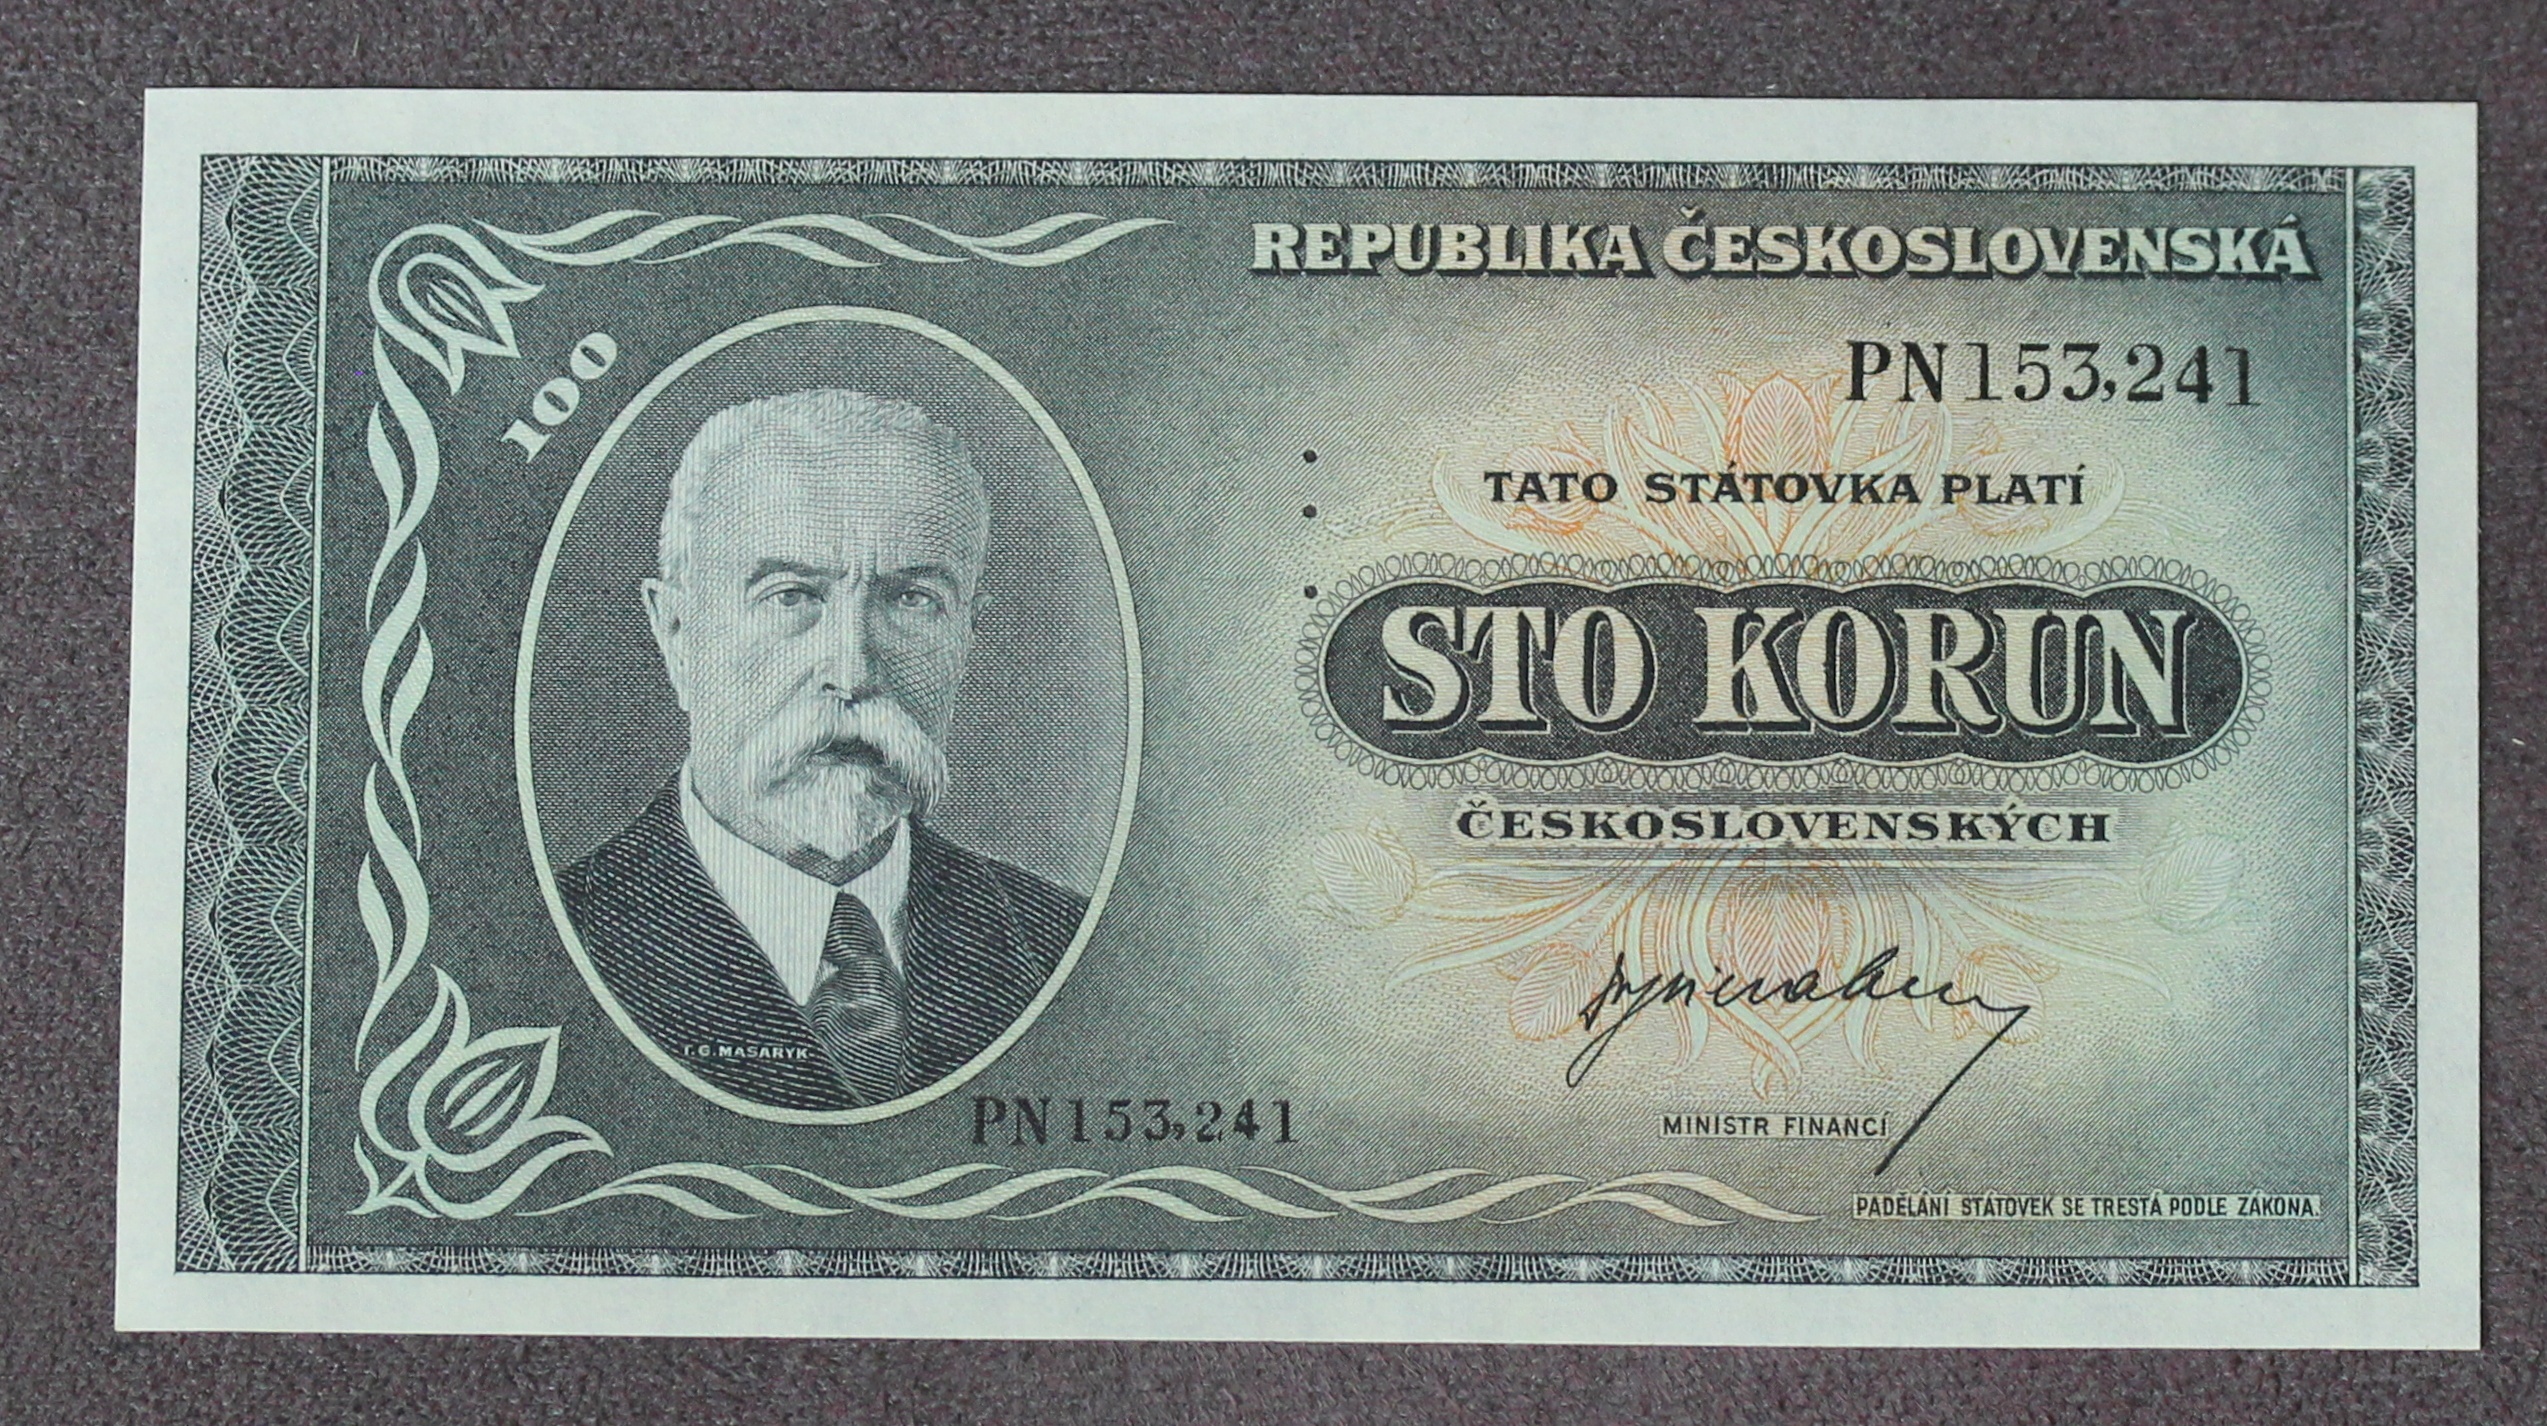 REPUBLIKA ČESKOSLOVENSKÁ
100
PN153,241
TATO STÁTOVKA PLATÍ
STO KORUN
ČESKOSLOVENSKÝCH
T.G.MASARYK
PN153,241
MINISTR FINANCÍ
PADĚLÁNÍ STÁTOVEK SE TRESTÁ PODLE ZÁKONA.